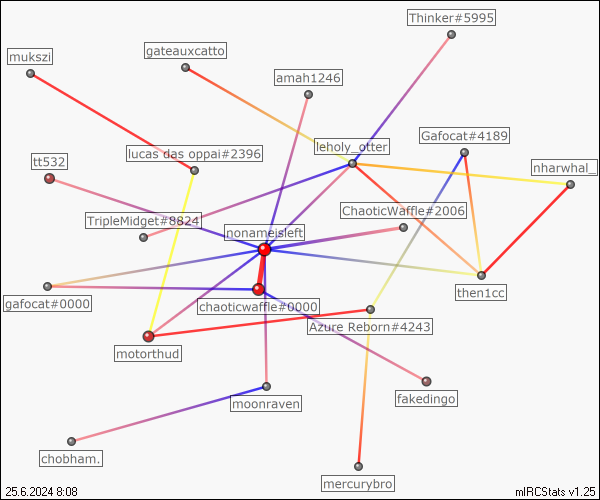 Thinker#5995
gateauxcatto
mukszi
amah1246
Gafocat#4189
leholy_otter
lucas das oppai#2396
tt532
nharwhal_
ChaoticWaffle#2006
TripleMidget#8824
nonameisleft
then1cc
gafocat#0000
chaoticwaffle#0000
Azure Reborn#4243
motorthud
fakedingo
moonraven
chobham.
mercurybro
25.6.2024 8:08
mIRCStats v1.25